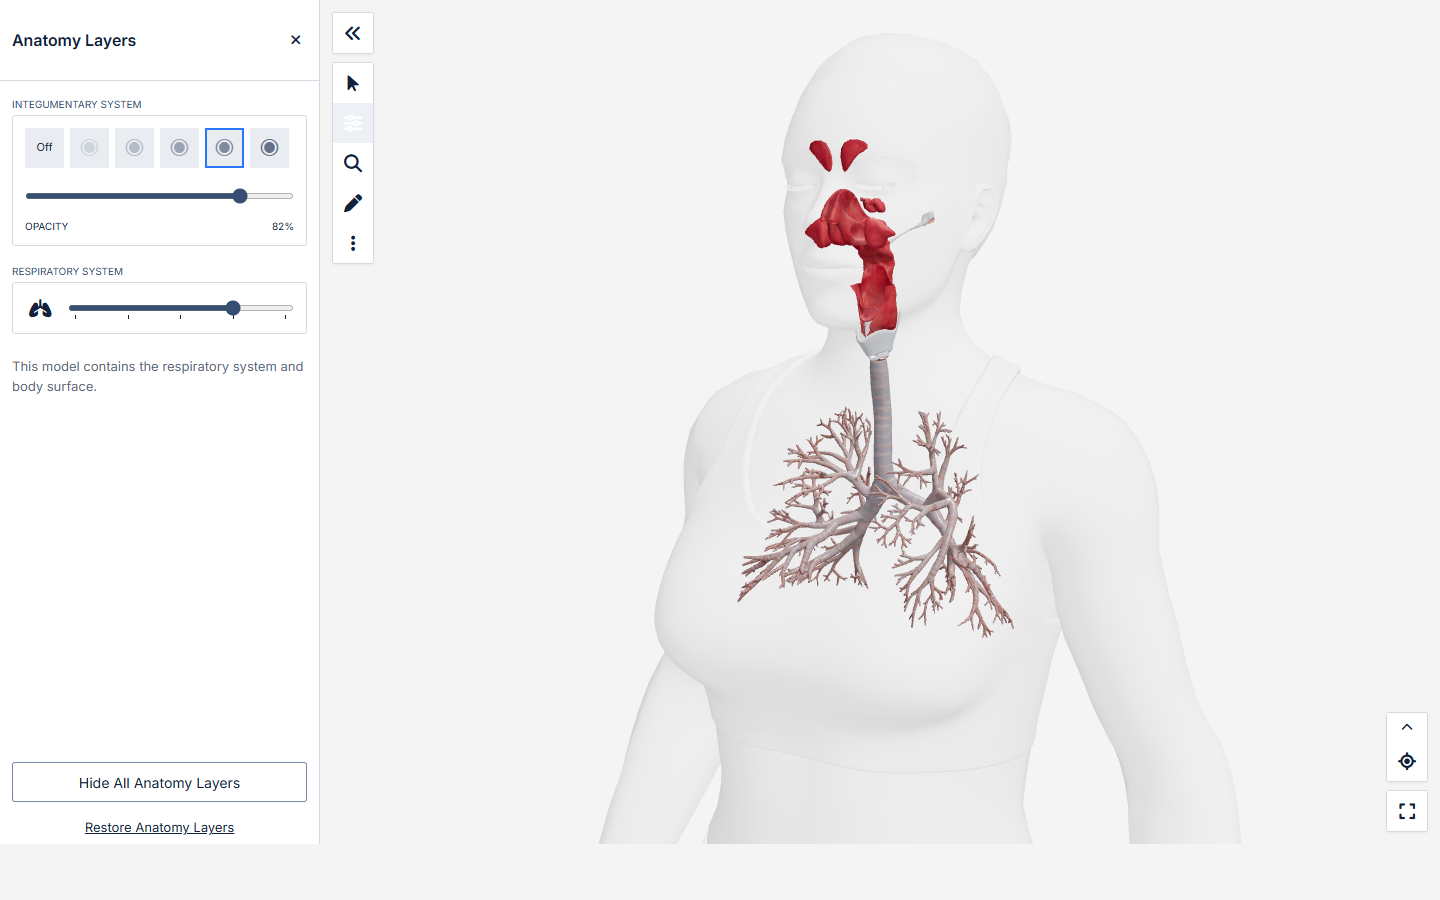 Anatomy Layers
INTEGUMENTARY SYSTEM
Off
OPACITY 82%
RESPIRATORY SYSTEM
This model contains the respiratory system and
body surface.
Hide All Anatomy Layers
Restore Anatomy Layers